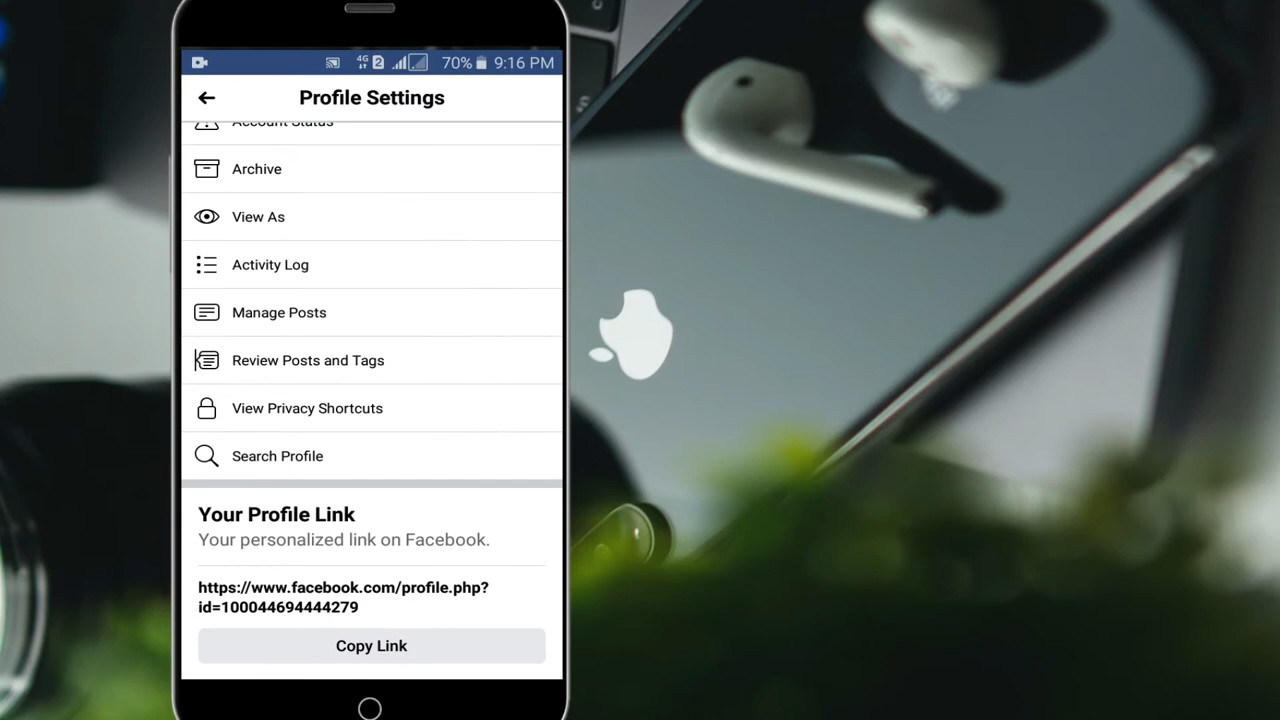 4G 2 70% 9:16 PM
Profile Settings
Account Status
Archive
View As
Activity Log
Manage Posts
Review Posts and Tags
View Privacy Shortcuts
Search Profile
Your Profile Link
Your personalized link on Facebook.
https://www.facebook.com/profile.php?
id=100044694444279
Copy Link